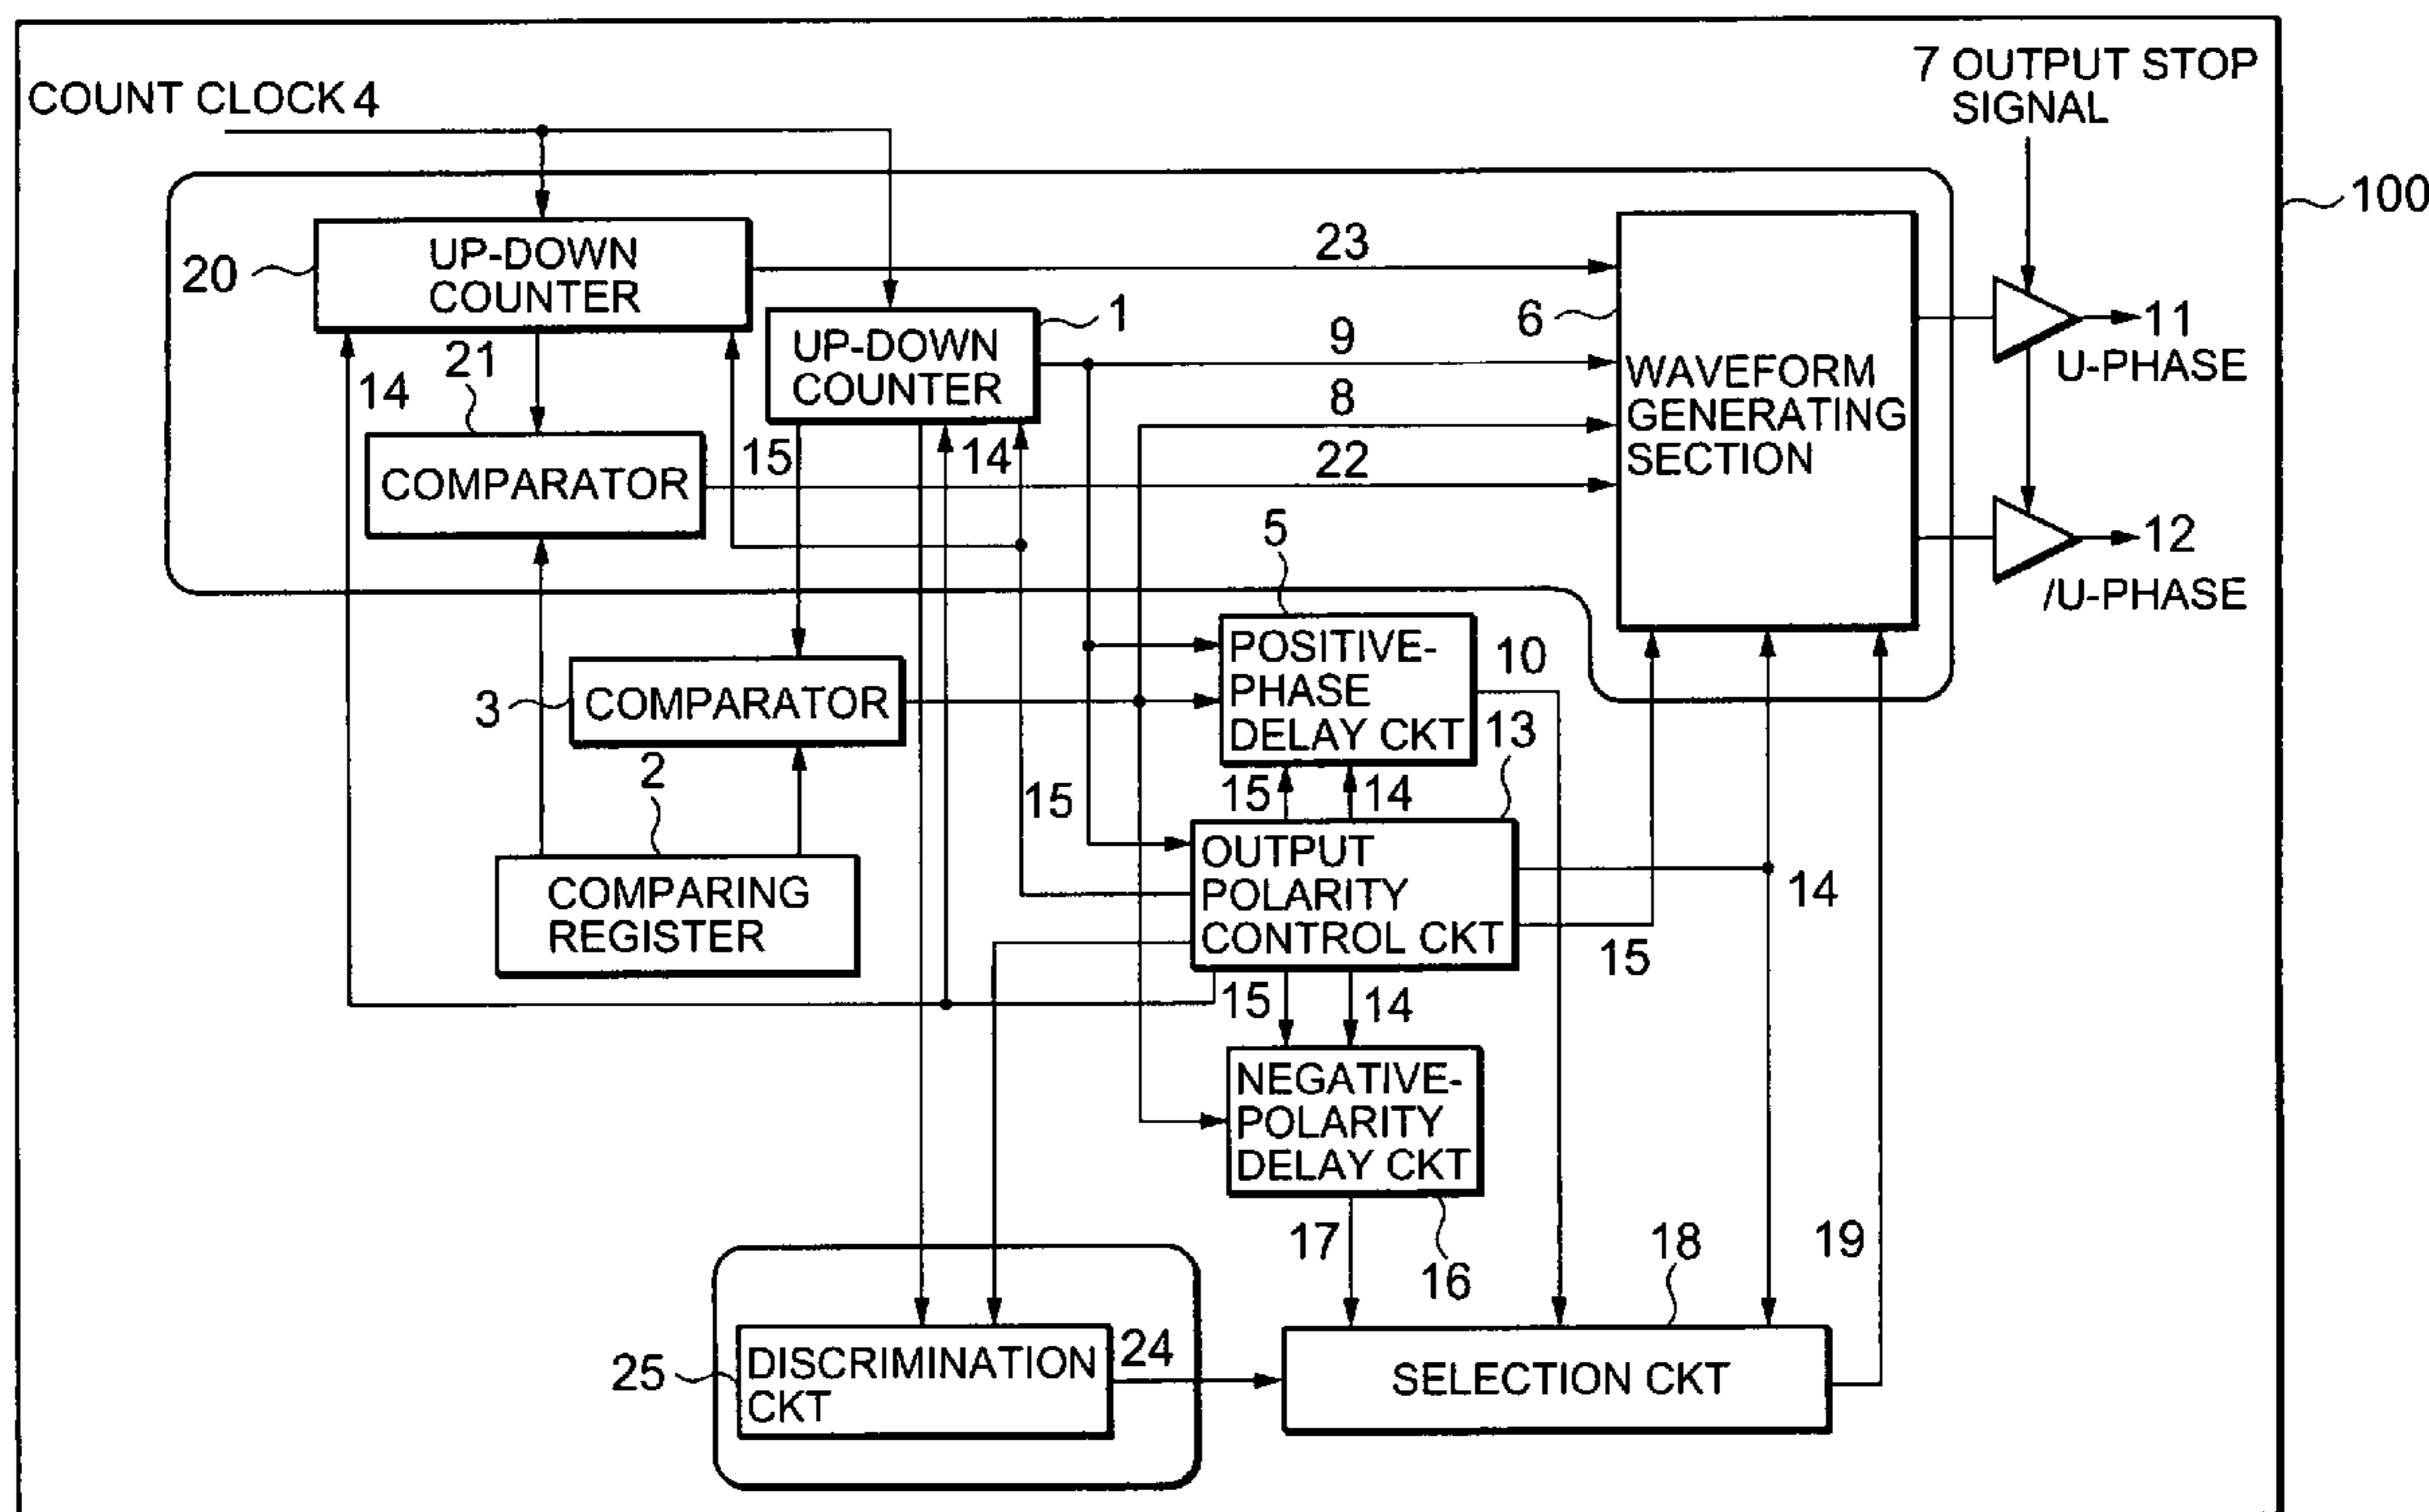 COUNT CLOCK 4
7 OUTPUT STOP
SIGNAL
100
20
UP-DOWN
COUNTER
23
1
UP-DOWN
COUNTER
9
8
22
6
WAVEFORM
GENERATING
SECTION
11
U-PHASE
12
/U-PHASE
14
21
COMPARATOR
15
14
5
POSITIVE-
PHASE
DELAY CKT
10
3
COMPARATOR
13
2
COMPARING
REGISTER
15
15
14
OUTPUT
POLARITY
CONTROL CKT
14
15
15
14
NEGATIVE-
POLARITY
DELAY CKT
17
16
18
19
25
DISCRIMINATION
CKT
24
SELECTION CKT